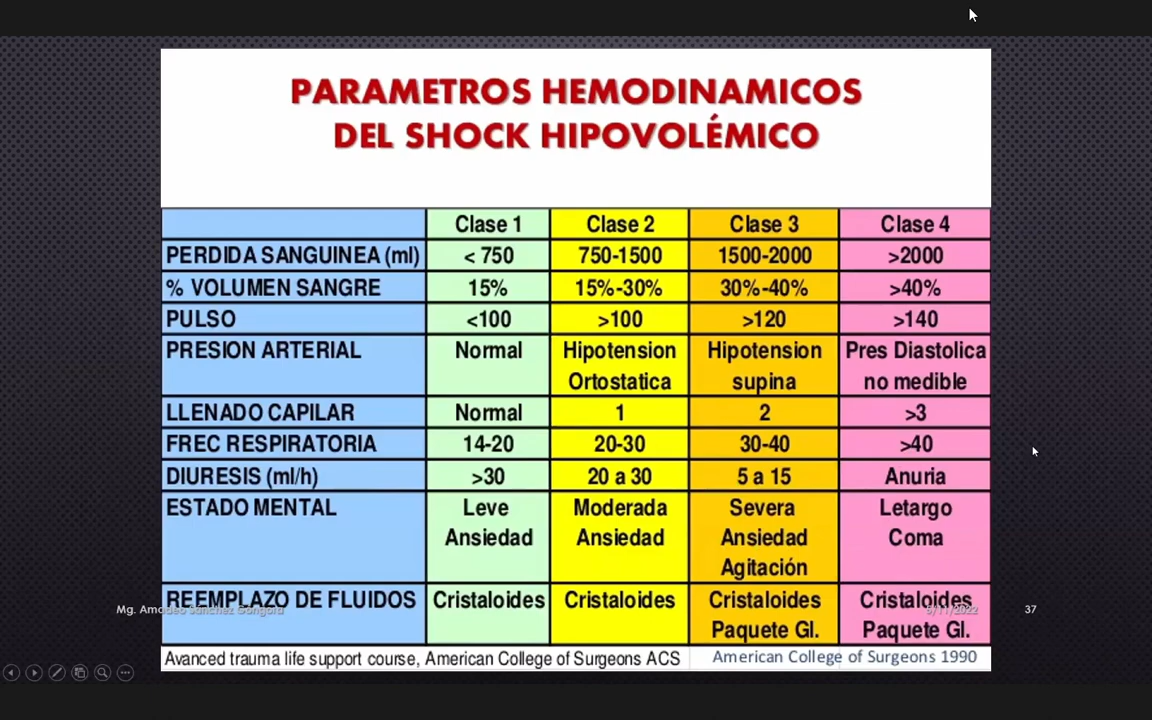 PARAMETROS HEMODINAMICOS
DEL SHOCK HIPOVOLÉMICO
Clase 1 Clase 2 Clase 3 Clase 4
PERDIDA SANGUINEA (ml) < 750 750-1500 1500-2000 >2000
% VOLUMEN SANGRE 15% 15%-30% 30%-40% >40%
PULSO <100 >100 >120 >140
PRESION ARTERIAL Normal Hipotension Hipotension Pres Diastolica
Ortostatica supina no medible
LLENADO CAPILAR Normal 1 2 >3
FREC RESPIRATORIA 14-20 20-30 30-40 >40
DIURESIS (ml/h) >30 20 a 30 5 a 15 Anuria
ESTADO MENTAL Leve Moderada Severa Letargo
Ansiedad Ansiedad Ansiedad Coma
Agitación
REEMPLAZO DE FLUIDOS Cristaloides Cristaloides Cristaloides Cristaloides
Paquete Gl. Paquete Gl.
Mg. Amadeo Sánchez Góngora 37
Avanced trauma life support course, American College of Surgeons ACS American College of Surgeons 1990